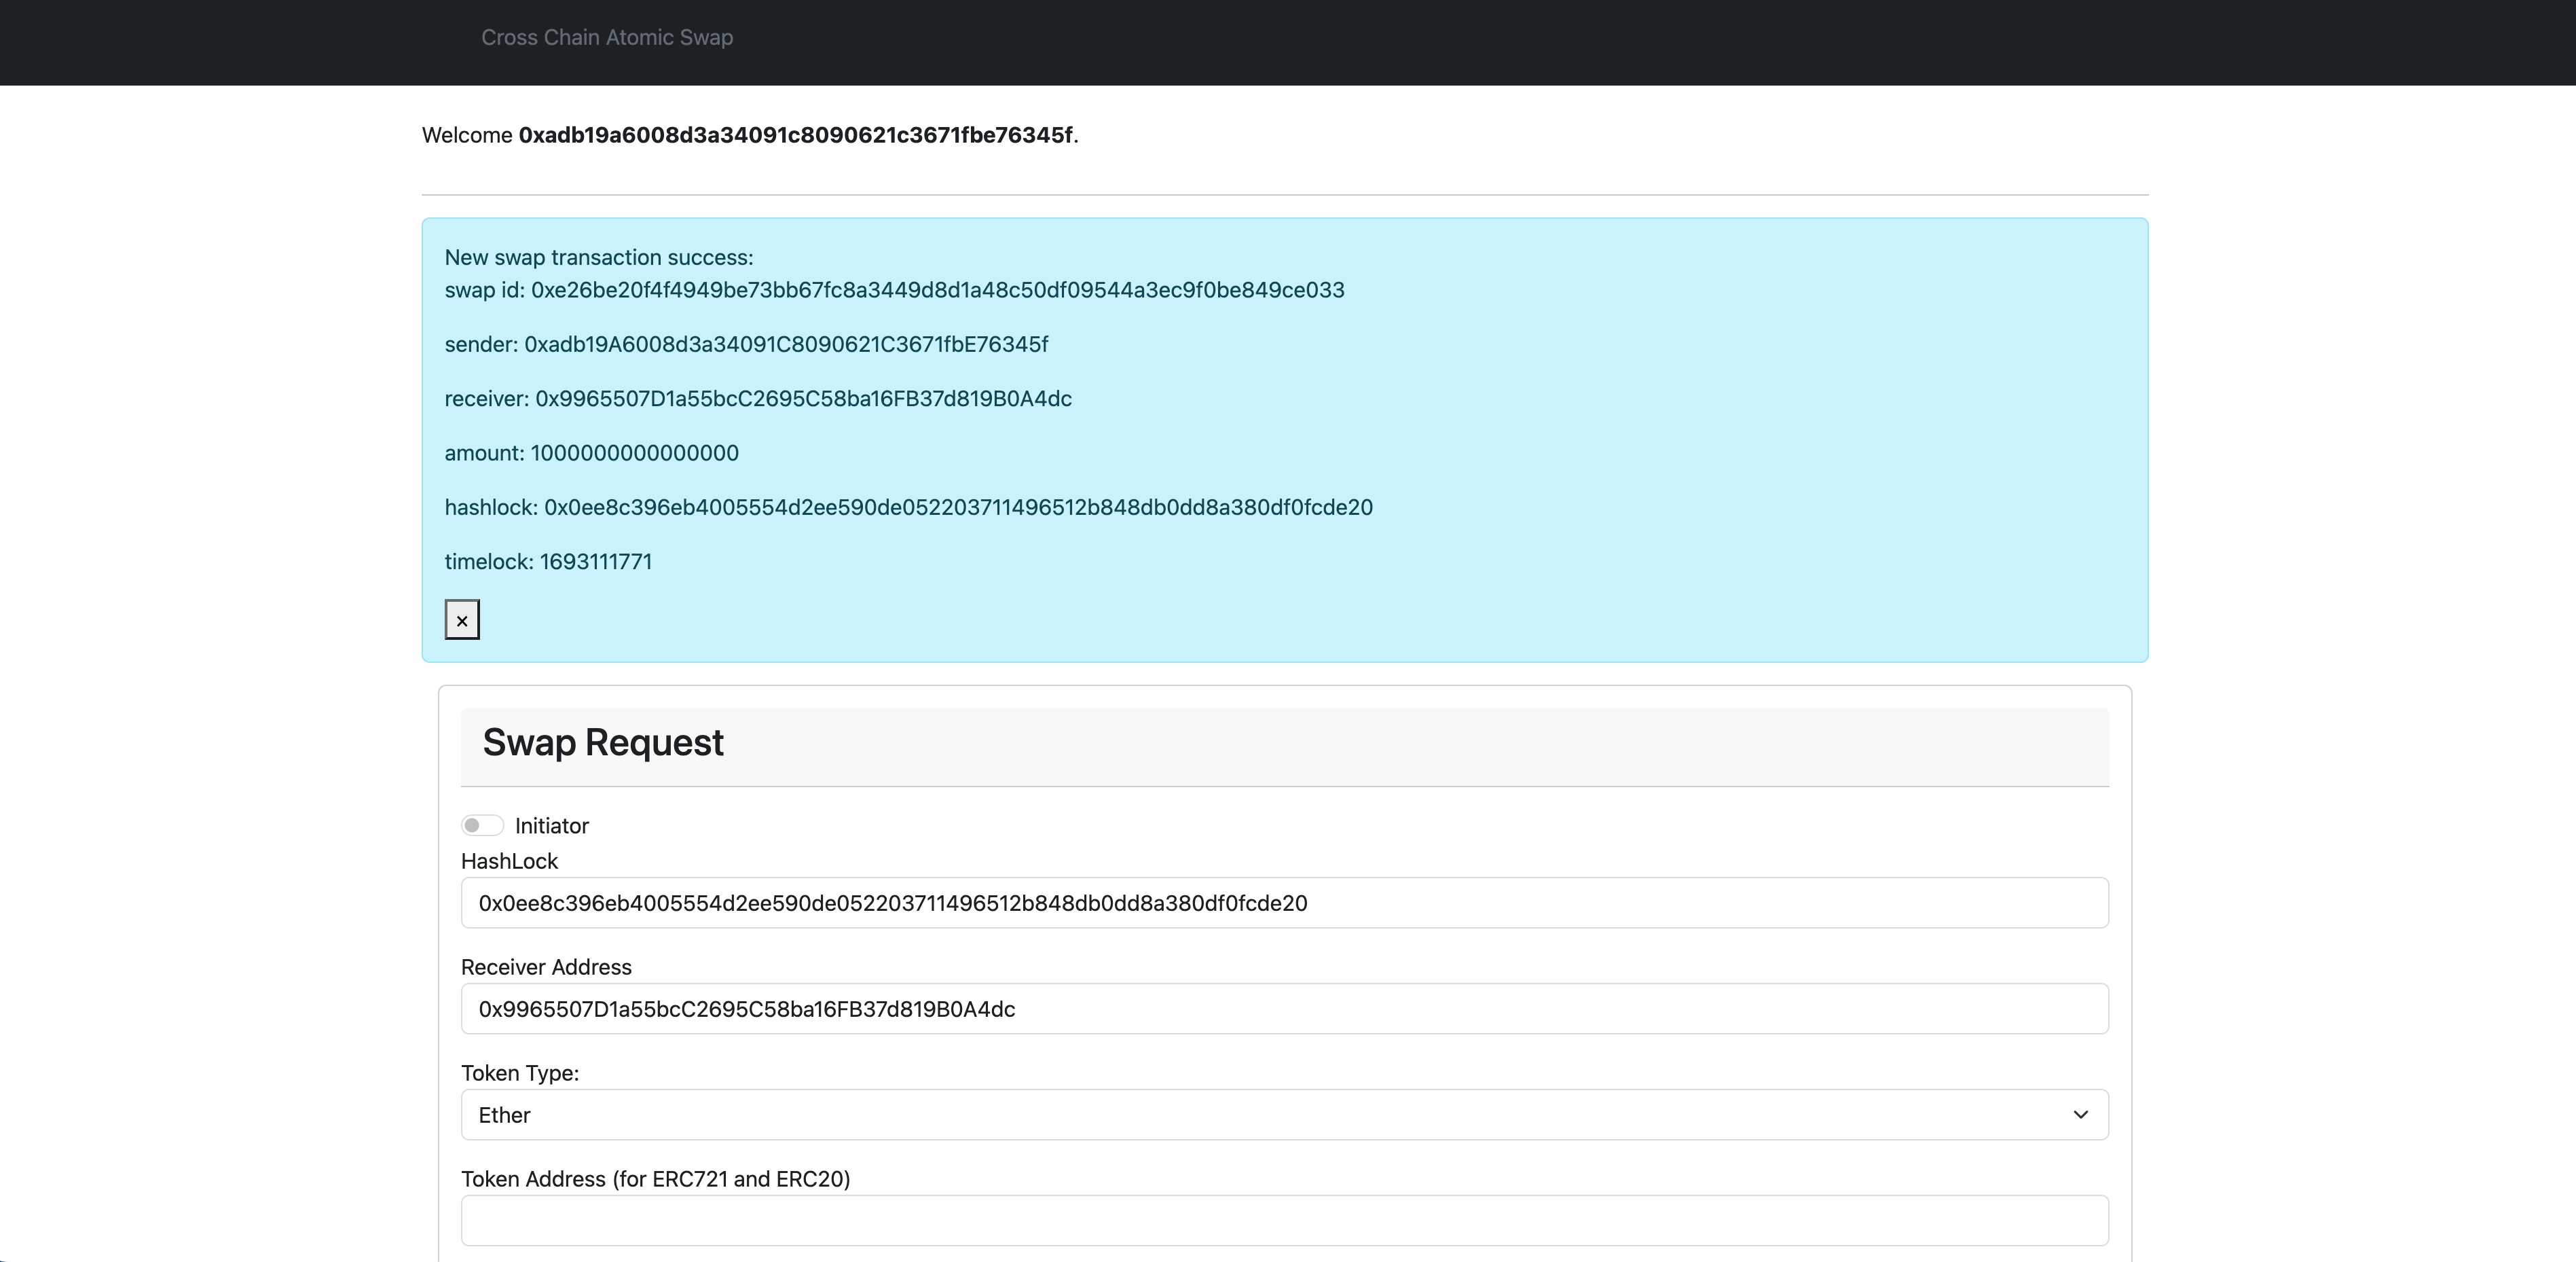 Cross Chain Atomic Swap
Welcome 0xadb19a6008d3a34091c8090621c3671fbe76345f.
New swap transaction success:
swap id: 0xe26be20f4f4949be73bb67fc8a3449d8d1a48c50df09544a3ec9f0be849ce033
sender: 0xadb19A6008d3a34091C8090621C3671fbE76345f
receiver: 0x9965507D1a55bcC2695C58ba16FB37d819B0A4dc
amount: 1000000000000000
hashlock: 0x0ee8c396eb4005554d2ee590de052203711496512b848db0dd8a380df0fcde20
timelock: 1693111771
×
Swap Request
Initiator
HashLock
0x0ee8c396eb4005554d2ee590de052203711496512b848db0dd8a380df0fcde20
Receiver Address
0x9965507D1a55bcC2695C58ba16FB37d819B0A4dc
Token Type:
Ether
Token Address (for ERC721 and ERC20)